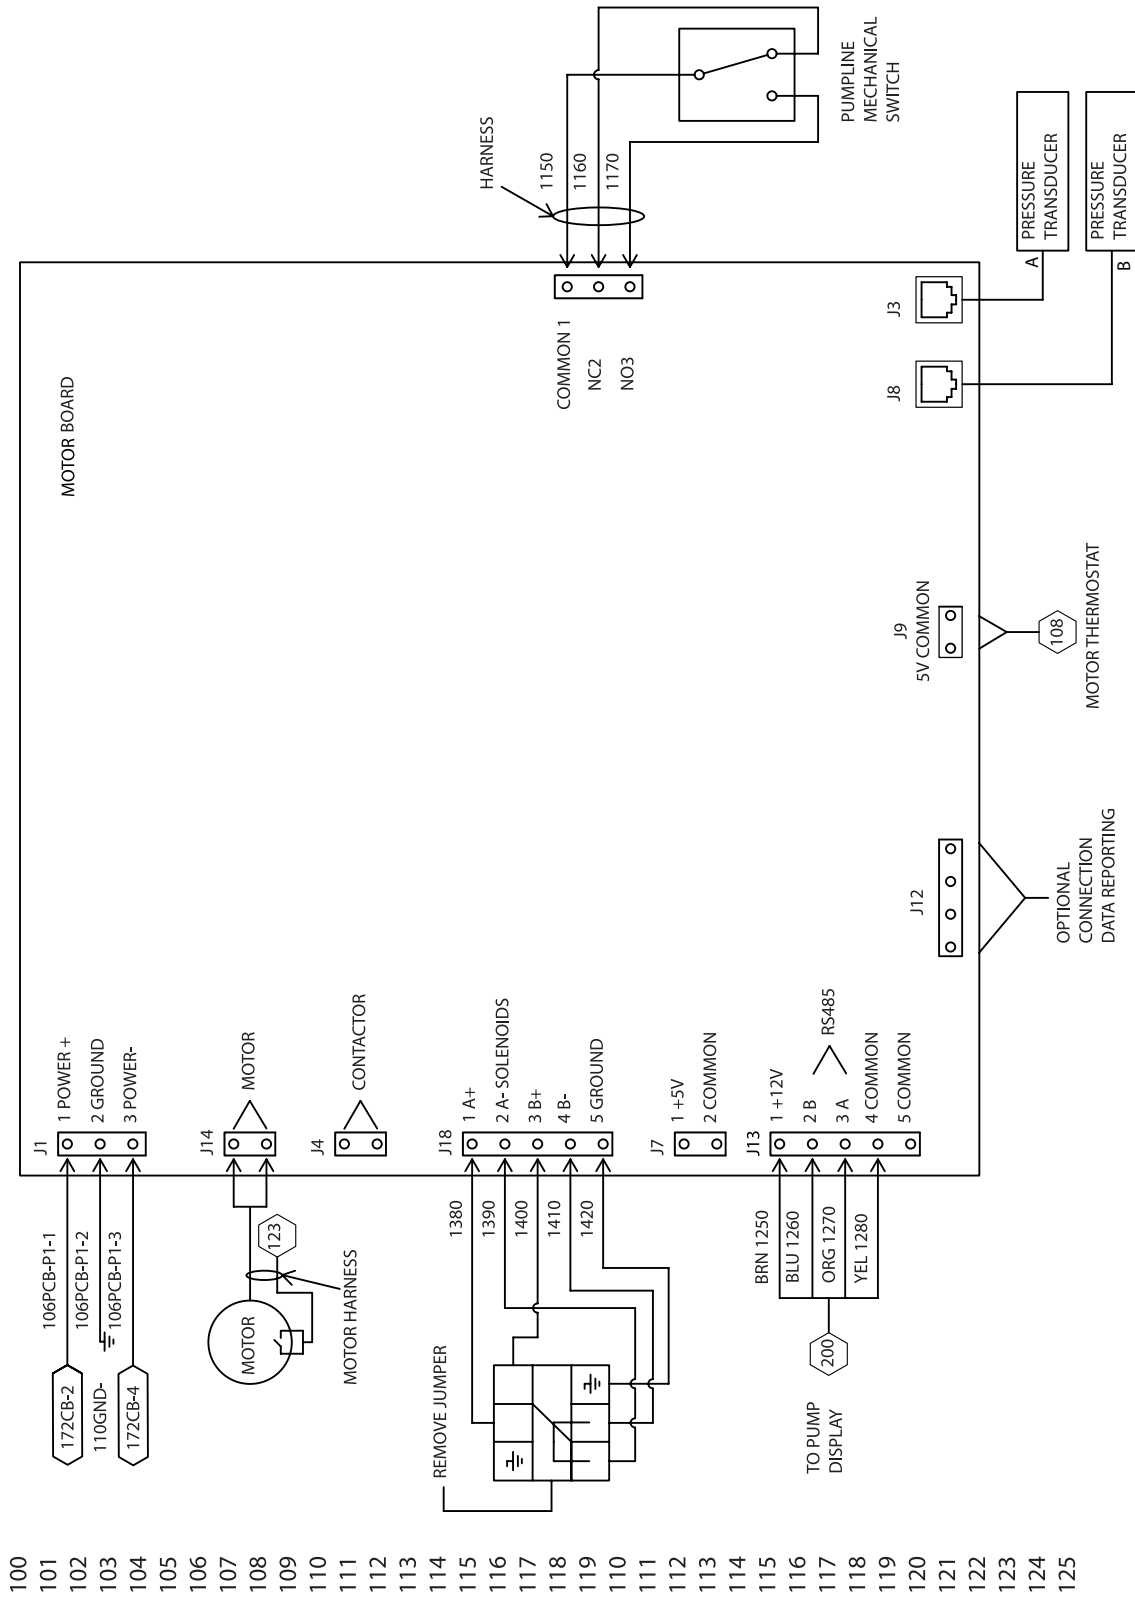 100
101
102
103
104
105
106
107
108
109
110
111
112
113
114
115
116
117
118
119
110
111
112
113
114
115
116
117
118
119
120
121
122
123
124
125
MOTOR BOARD
172CB-2
110GND-
172CB-4
106PCB-P1-1
106PCB-P1-2
106PCB-P1-3
J1
1 POWER +
2 GROUND
3 POWER-
MOTOR
123
MOTOR HARNESS
J14
MOTOR
J4
CONTACTOR
REMOVE JUMPER
1380
1390
1400
1410
1420
J18
1 A+
2 A- SOLENOIDS
3 B+
4 B-
5 GROUND
J7
1 +5V
2 COMMON
TO PUMP
DISPLAY
200
BRN 1250
BLU 1260
ORG 1270
YEL 1280
J13
1 +12V
2 B
3 A
RS485
4 COMMON
5 COMMON
J12
OPTIONAL
CONNECTION
DATA REPORTING
J9
5V COMMON
108
MOTOR THERMOSTAT
COMMON 1
NC2
NO3
HARNESS
1150
1160
1170
PUMPLINE
MECHANICAL
SWITCH
J8
J3
A
PRESSURE
TRANSDUCER
B
PRESSURE
TRANSDUCER